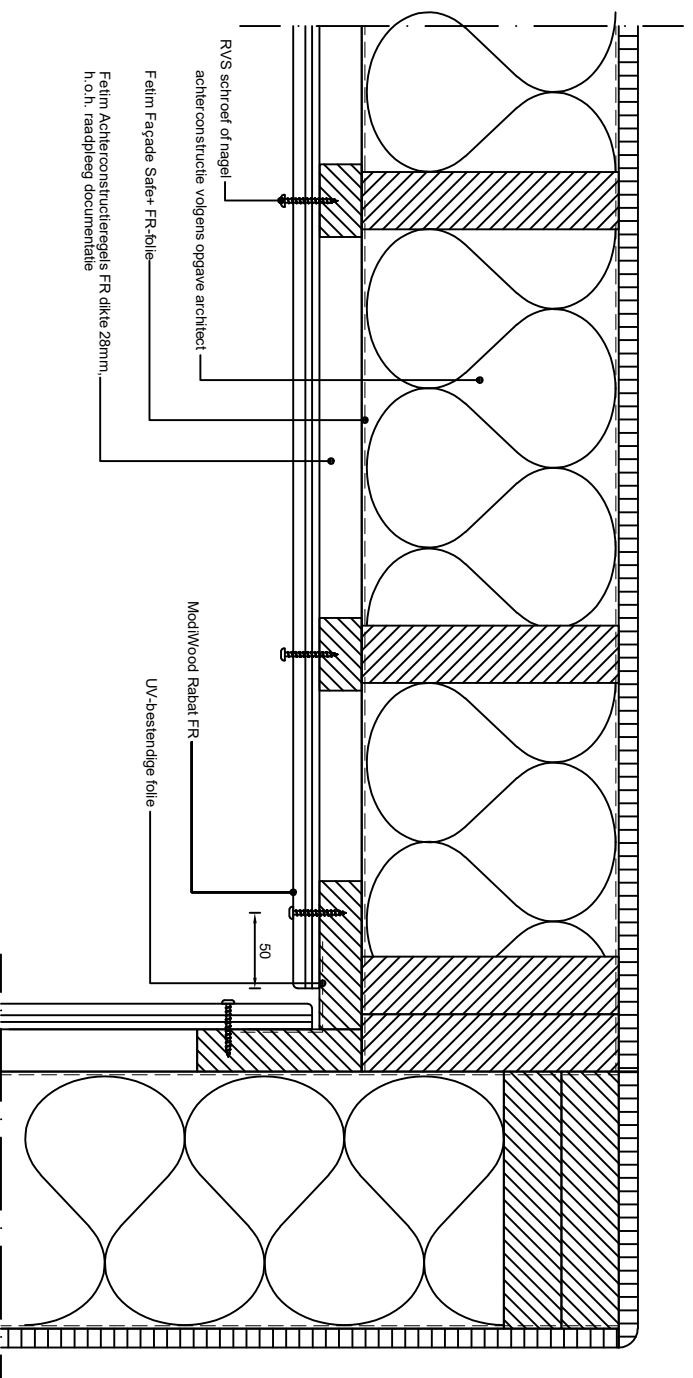 RVS schroef of nagel
achterconstructie volgens opgave architect
Fetim Façade Safe+ FR-folie
Fetim Achterconstructieregels FR dikte 28mm,
h.o.h. raadpleeg documentatie
ModiWood Rabat FR
UV-bestendige folie
50